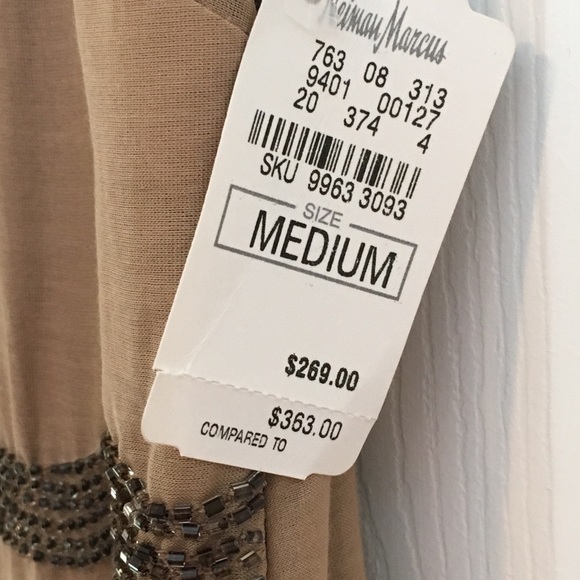 Neiman Marcus
763 08 313
9401 00127
20 374 4
SKU 9963 3093
SIZE
MEDIUM
$269.00
$363.00
COMPARED TO